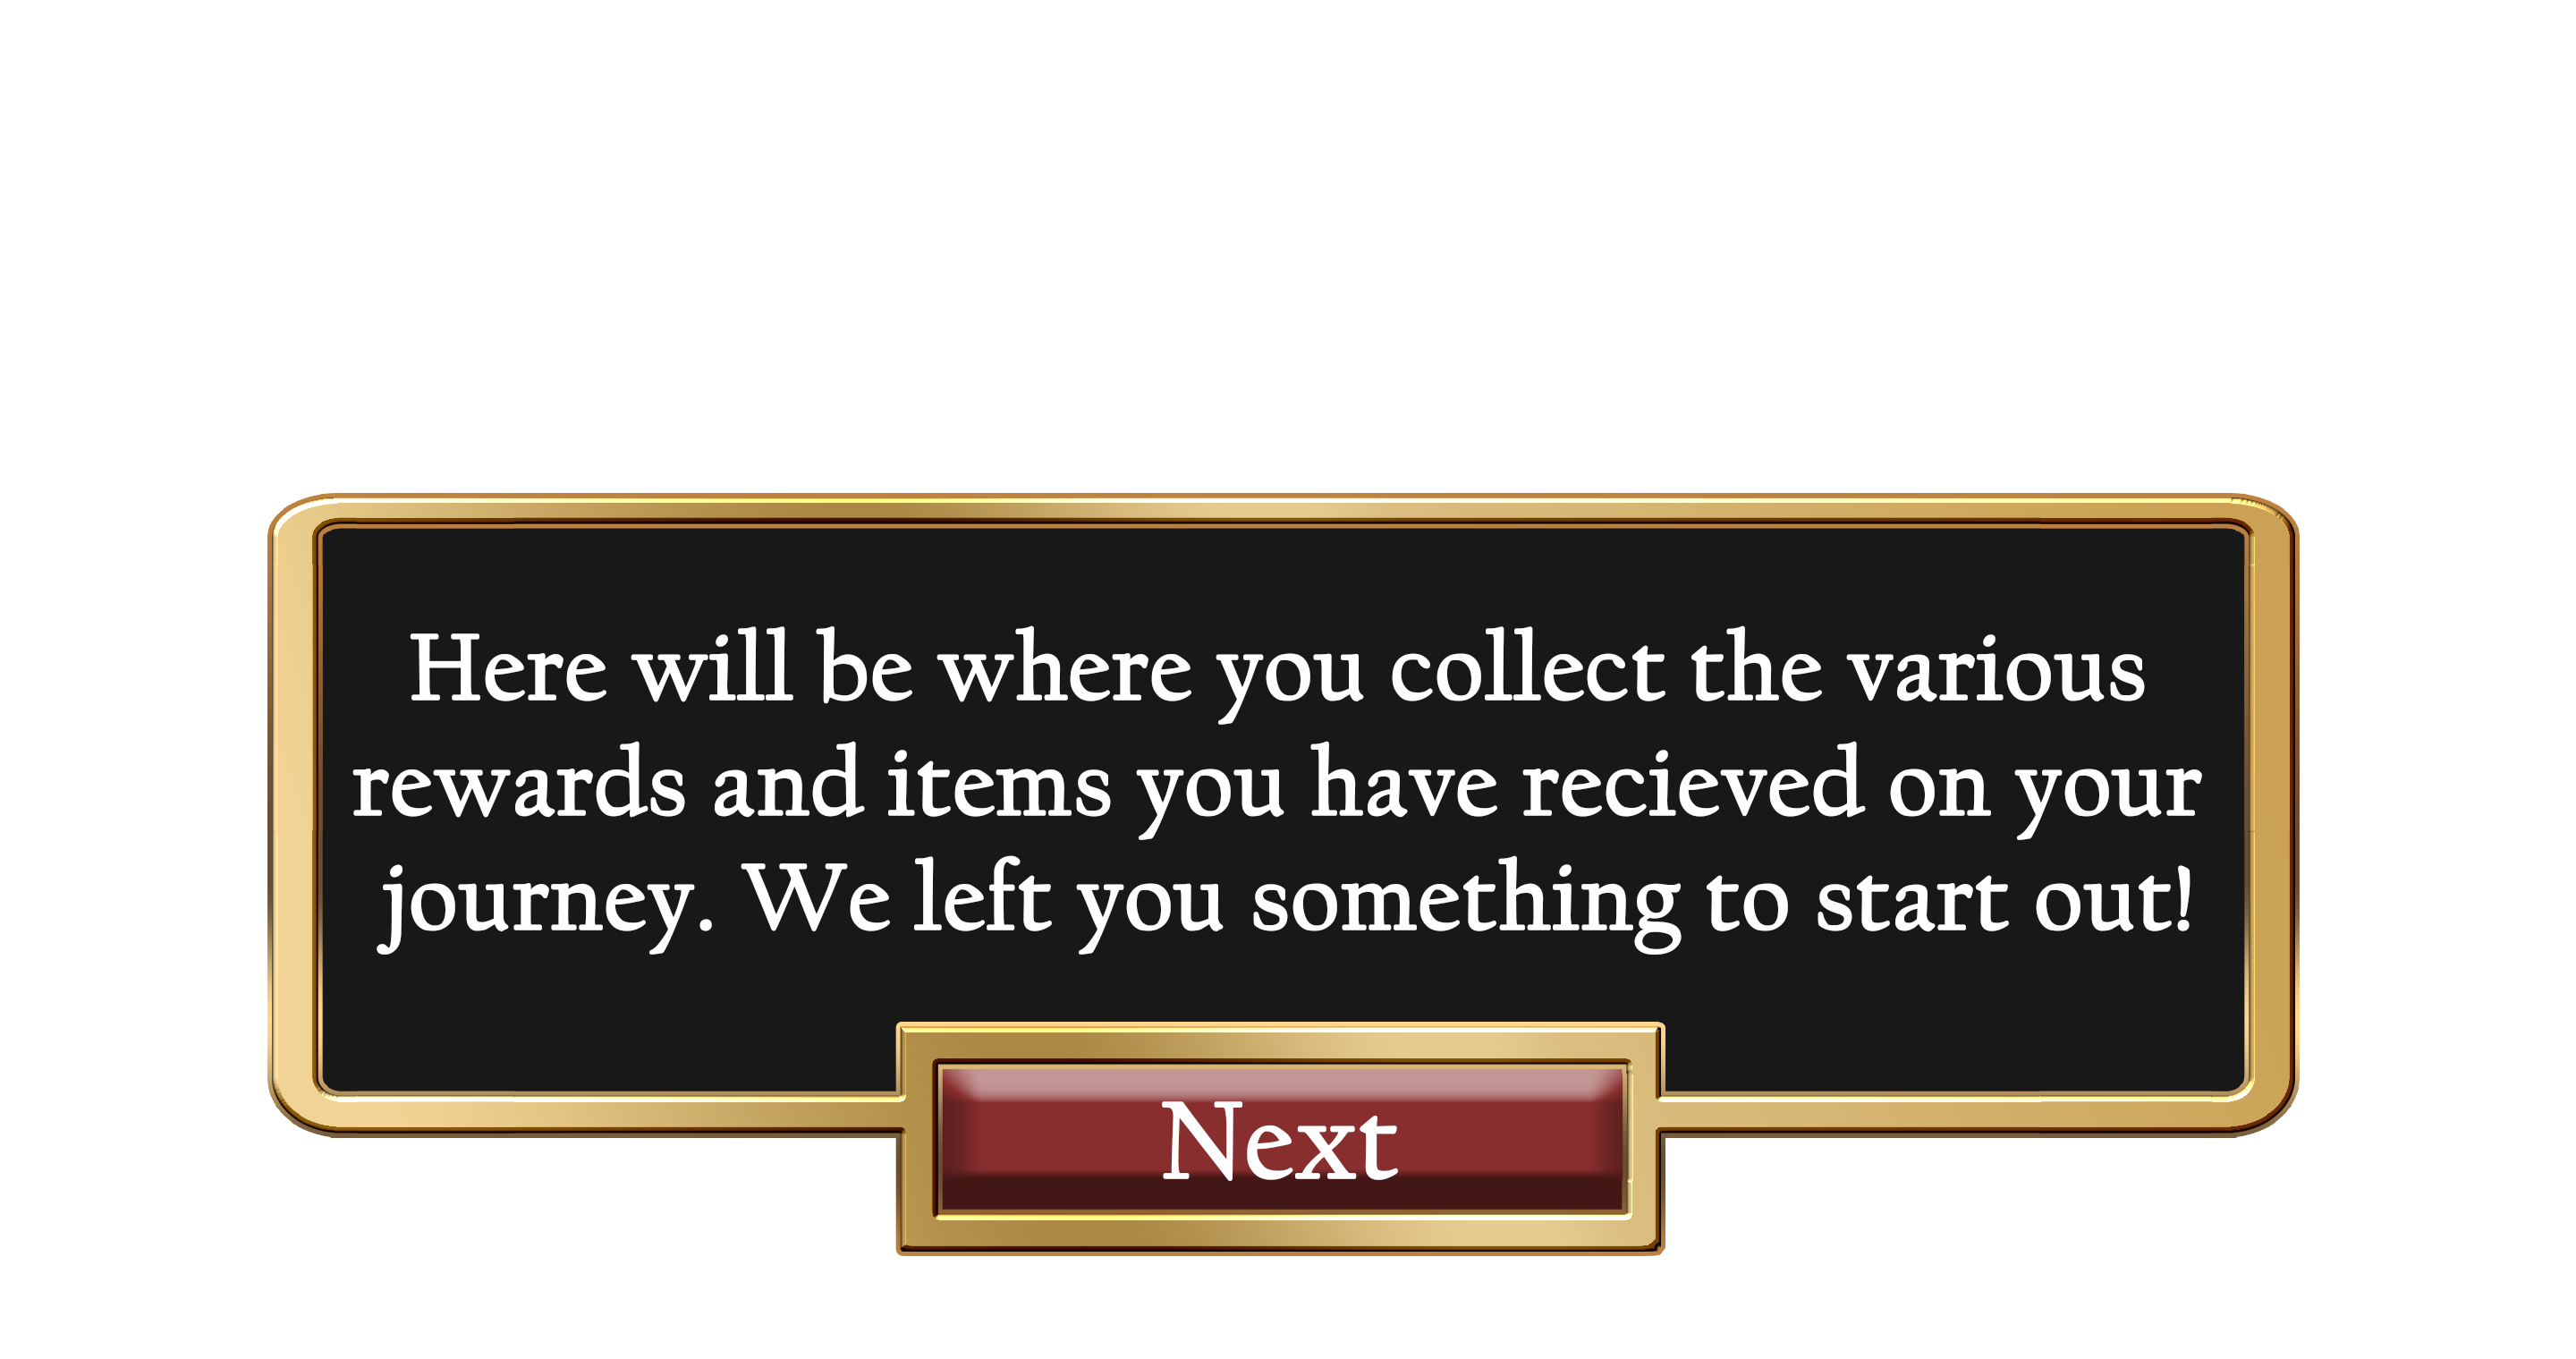 Here will be where you collect the various
rewards and items you have recieved on your
journey. We left you something to start out!
Next